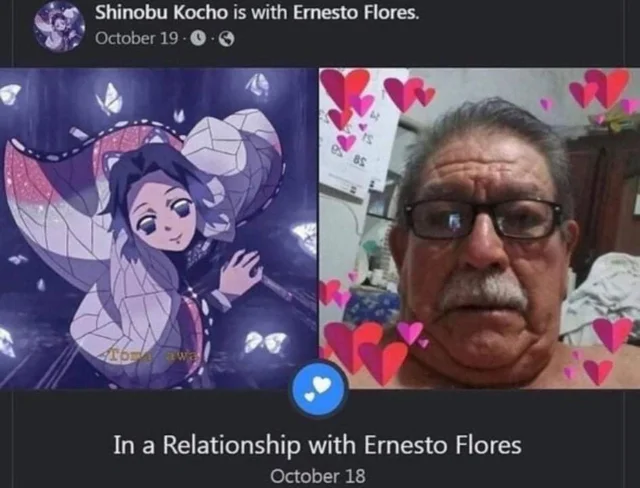 Shinobu Kocho is with Ernesto Flores.
October 19
In a Relationship with Ernesto Flores
October 18